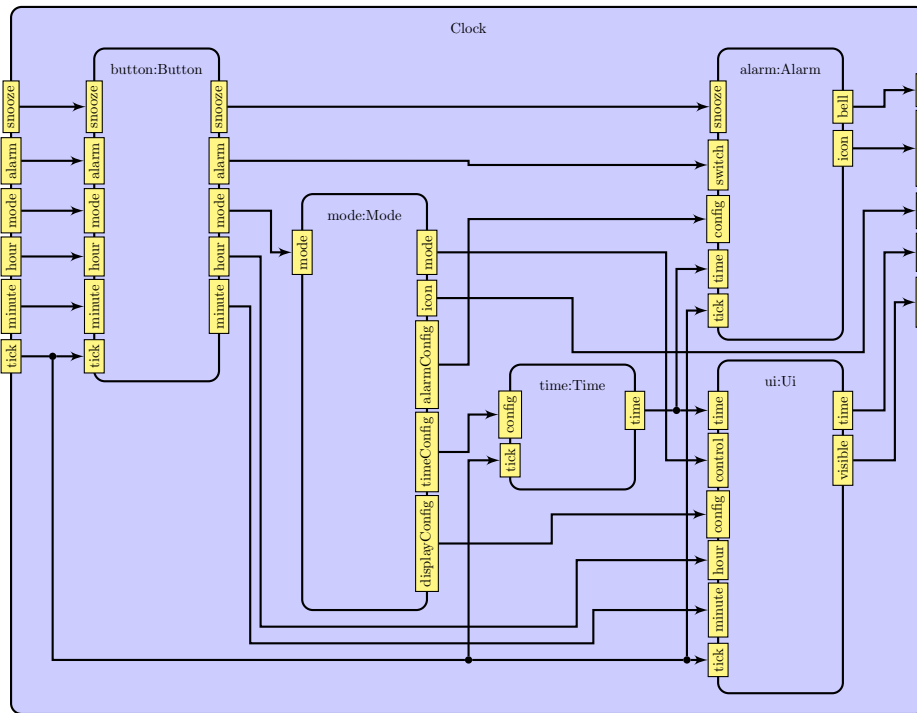 Clock
snooze
alarm
mode
hour
minute
tick
button:Button
snooze
alarm
mode
hour
minute
tick
snooze
alarm
mode
hour
minute
mode:Mode
mode
mode
icon
alarmConfig
timeConfig
displayConfig
time:Time
config
tick
time
alarm:Alarm
snooze
switch
config
time
tick
bell
icon
ui:Ui
time
control
config
hour
minute
tick
time
visible